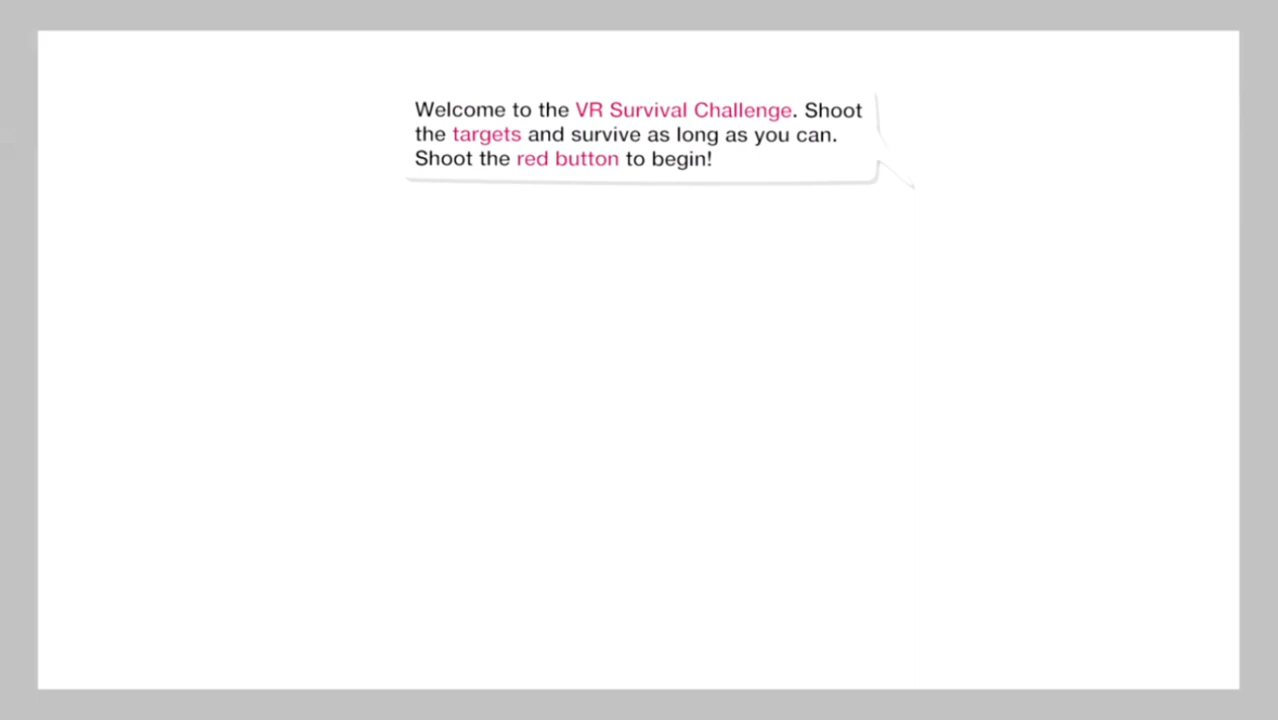 Welcome to the VR Survival Challenge. Shoot
the targets and survive as long as you can.
Shoot the red button to begin!